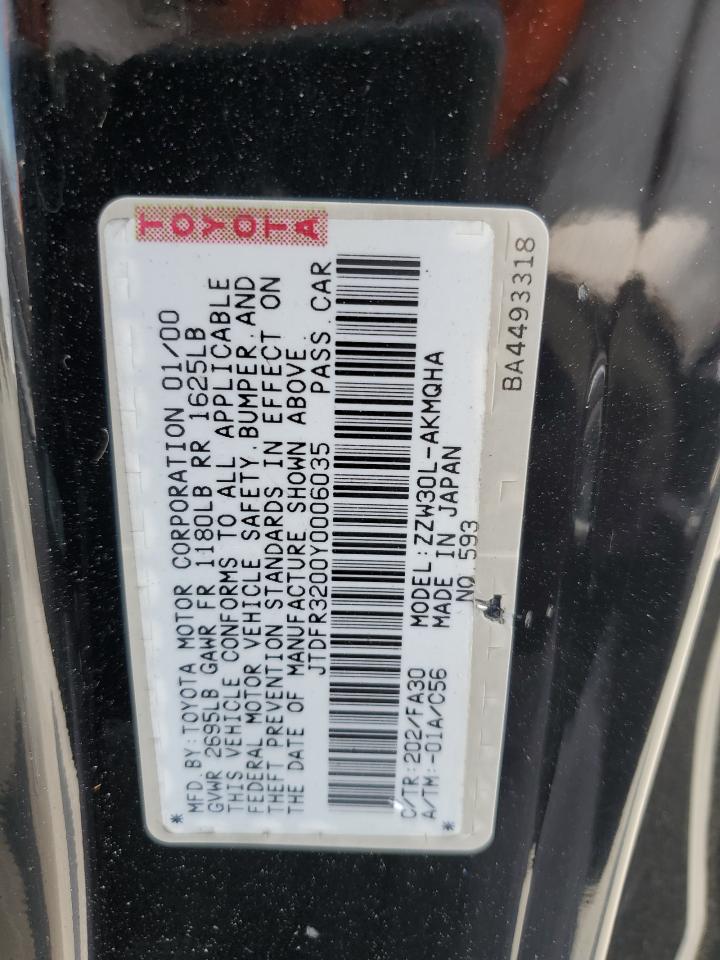 TOYOTA
MFD. BY: TOYOTA MOTOR CORPORATION 01/00
GVWR 2695LB GAWR FR 1180LB RR 1625LB
THIS VEHICLE CONFORMS TO ALL APPLICABLE
FEDERAL MOTOR VEHICLE SAFETY, BUMPER, AND
THEFT PREVENTION STANDARDS IN EFFECT ON
THE DATE OF MANUFACTURE SHOWN ABOVE.
JTDFR3200Y0006035 PASS. CAR
C/TR: 202/FA30 MODEL: ZZW30L-AKMQHA
A/TM: -01A/C56 MADE IN JAPAN
NO. 593
BA4493318